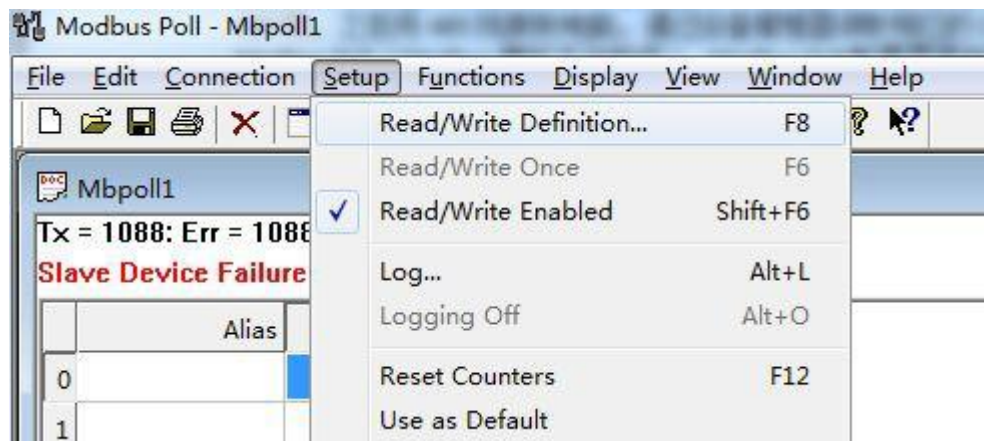 Modbus Poll - Mbpoll1
File Edit Connection Setup Functions Display View Window Help
Read/Write Definition... F8
Read/Write Once F6
Mbpoll1
Read/Write Enabled Shift+F6
Tx = 1088: Err = 1088
Slave Device Failure
Log... Alt+L
Logging Off Alt+O
Alias
Reset Counters F12
0
Use as Default
1